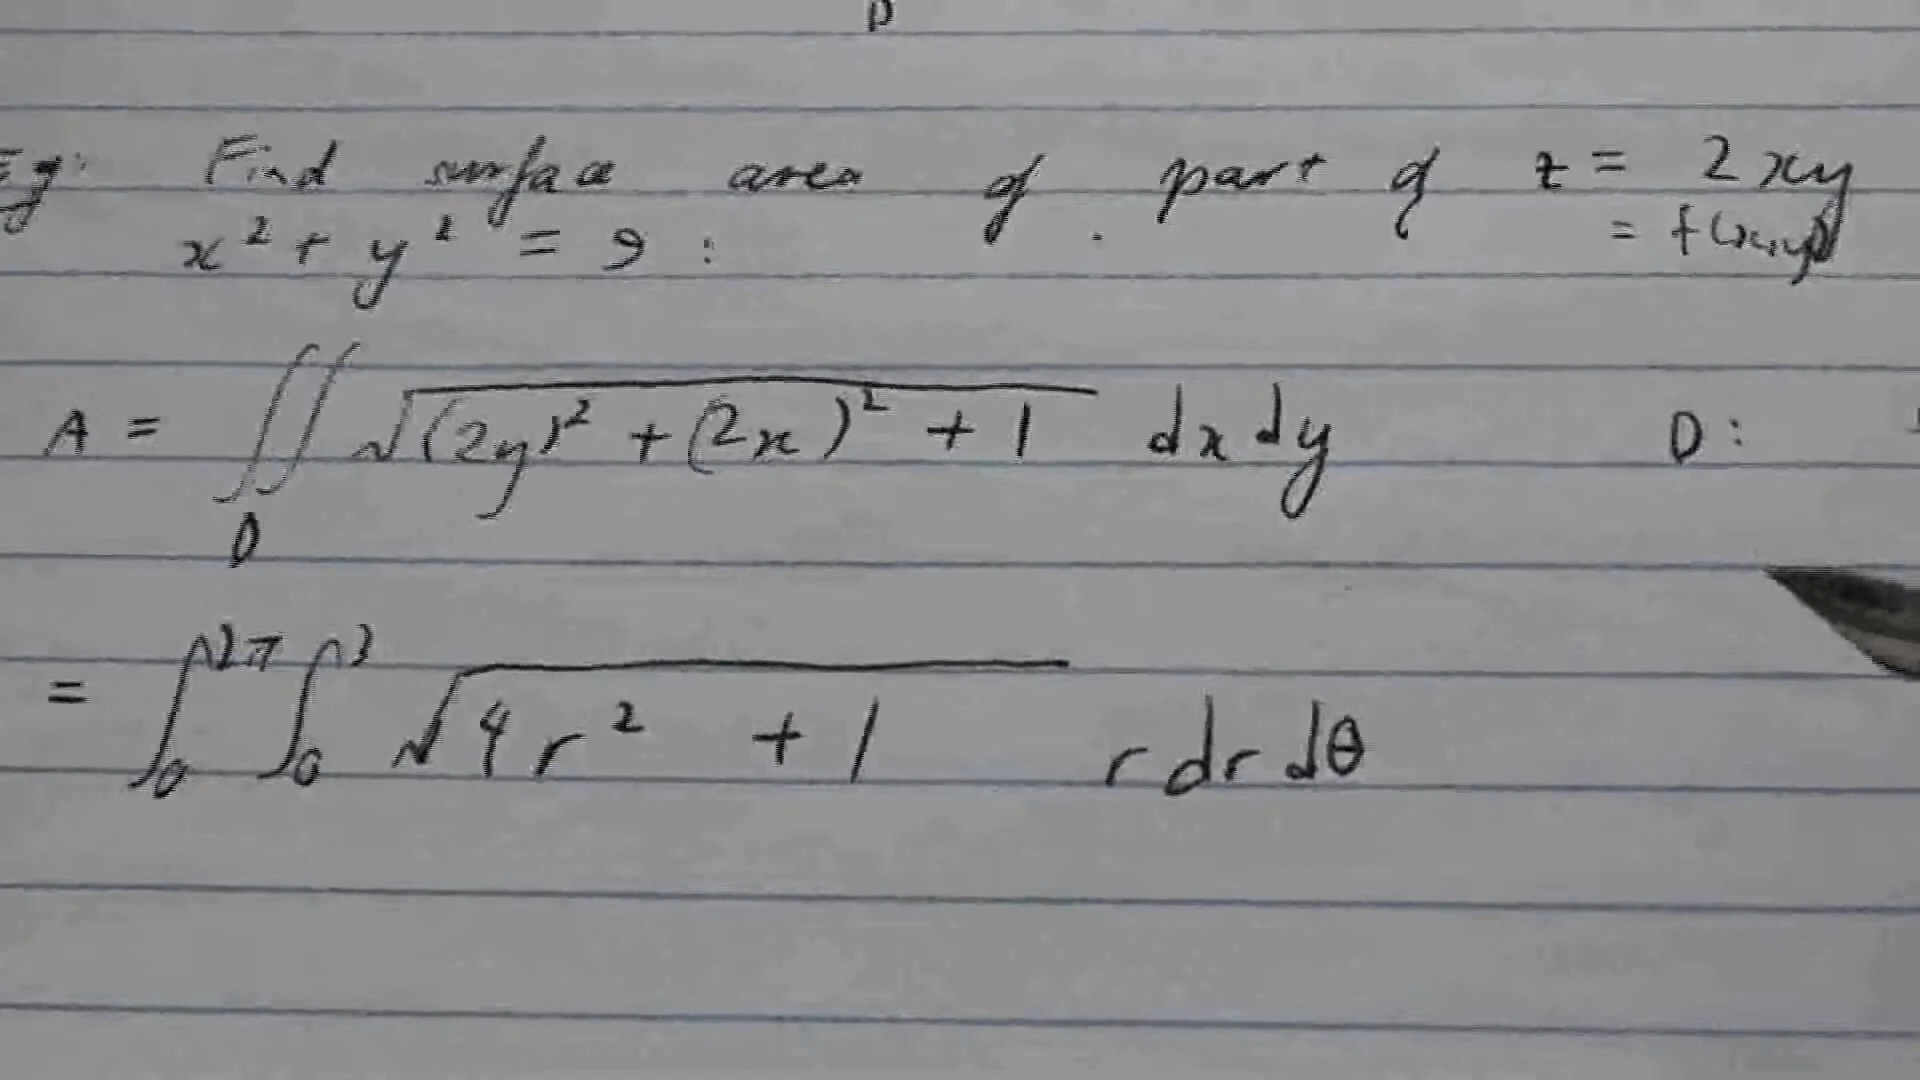 Eg: Find surface area of part of z = 2xy
x² + y² = 9 : = f(x,y)
A = ∬_D √((2y)² + (2x)² + 1) dx dy D:
= ∫₀^2π ∫₀^3 √(4r² + 1) r dr dθ